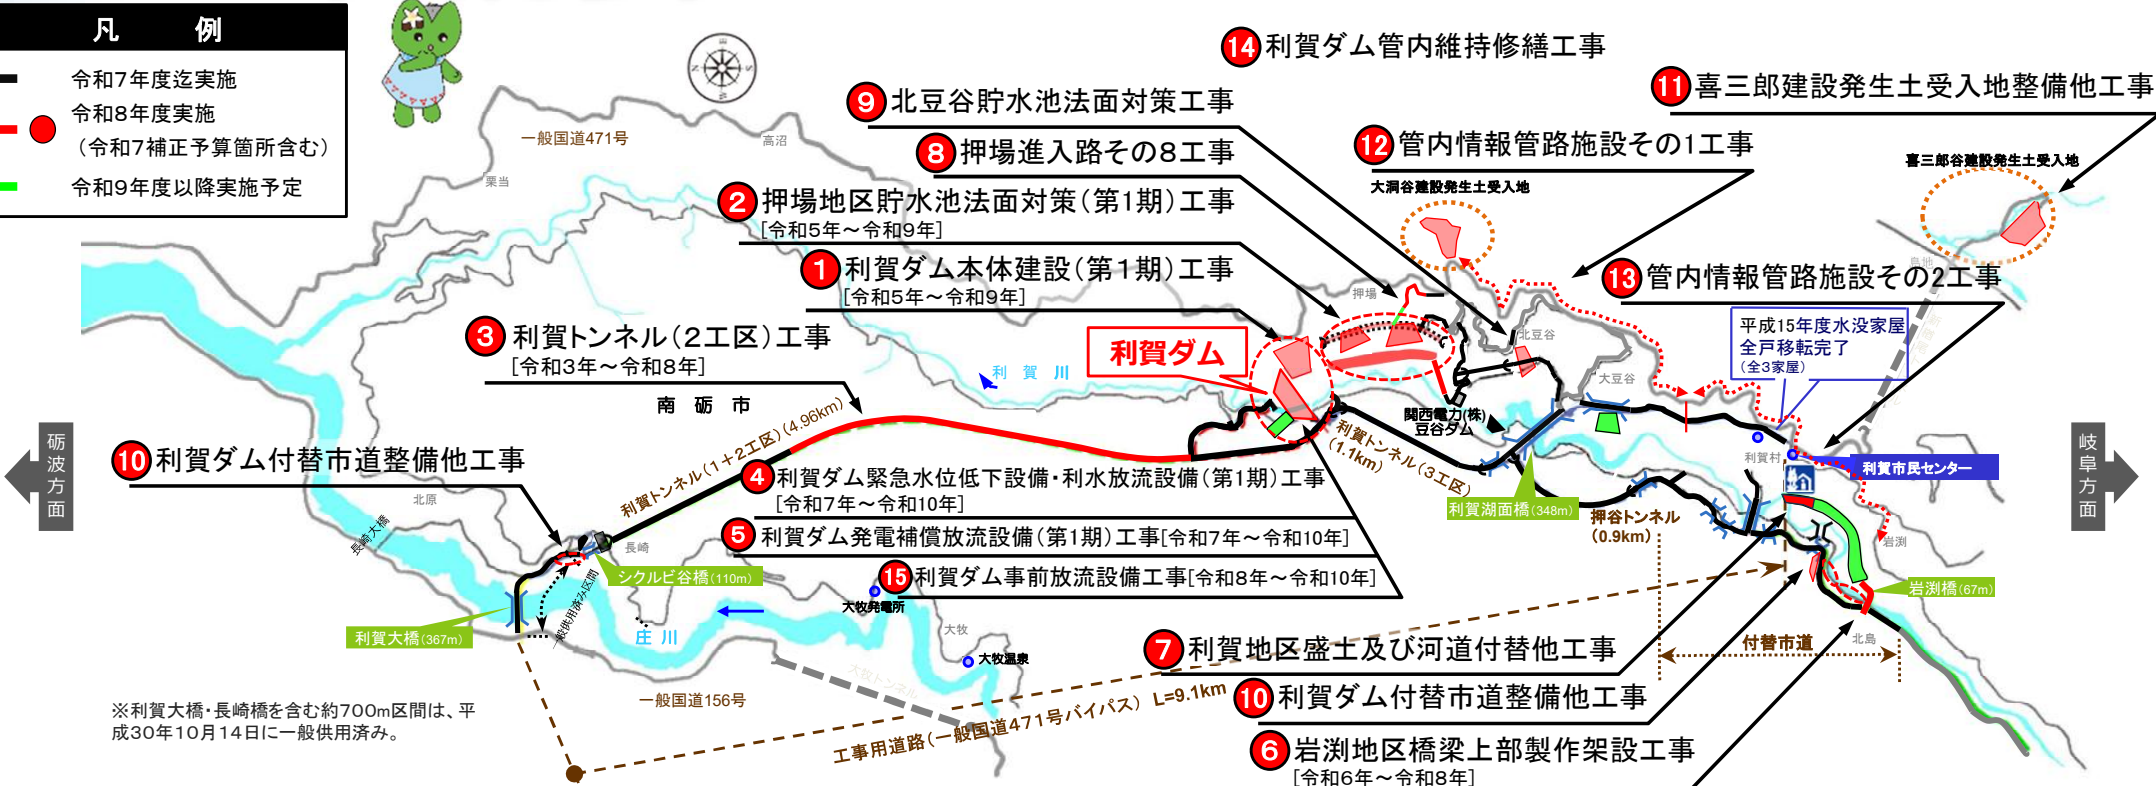 凡 例
令和7年度迄実施
令和8年度実施
（令和7補正予算箇所含む）
令和9年度以降実施予定
14 利賀ダム管内維持修繕工事
11 喜三郎建設発生土受入地整備他工事
9 北豆谷貯水池法面対策工事
12 管内情報管路施設その1工事
8 押場進入路その8工事
喜三郎谷建設発生土受入地
大洞谷建設発生土受入地
一般国道471号
高沼
栗当
2 押場地区貯水池法面対策（第1期）工事
［令和5年～令和9年］
1 利賀ダム本体建設（第1期）工事
［令和5年～令和9年］
13 管内情報管路施設その2工事
島地
押場
北豆谷
大豆谷
平成15年度水没家屋
全戸移転完了
（全3家屋）
3 利賀トンネル（2工区）工事
［令和3年～令和8年］
利賀ダム
利 賀 川
南 砺 市
関西電力(株)
豆谷ダム
利賀トンネル（1＋2工区）（4.96km）
利賀トンネル（3工区）
（1.1km）
砺波方面
岐阜方面
10 利賀ダム付替市道整備他工事
4 利賀ダム緊急水位低下設備・利水放流設備（第1期）工事
［令和7年～令和10年］
5 利賀ダム発電補償放流設備（第1期）工事［令和7年～令和10年］
15 利賀ダム事前放流設備工事［令和8年～令和10年］
利賀村
利賀市民センター
利賀湖面橋（348m）
押谷トンネル
（0.9km）
北原
長崎大橋
長崎
シクルビ谷橋（110m）
一般供用済み区間
利賀大橋（367m）
庄 川
大牧発電所
大牧
大牧温泉
大牧トンネル
一般国道156号
岩渕
岩渕橋（67m）
北島
付替市道
7 利賀地区盛土及び河道付替他工事
10 利賀ダム付替市道整備他工事
6 岩渕地区橋梁上部製作架設工事
［令和6年～令和8年］
工事用道路（一般国道471号バイパス） L=9.1km
※利賀大橋・長崎橋を含む約700m区間は、平
成30年10月14日に一般供用済み。